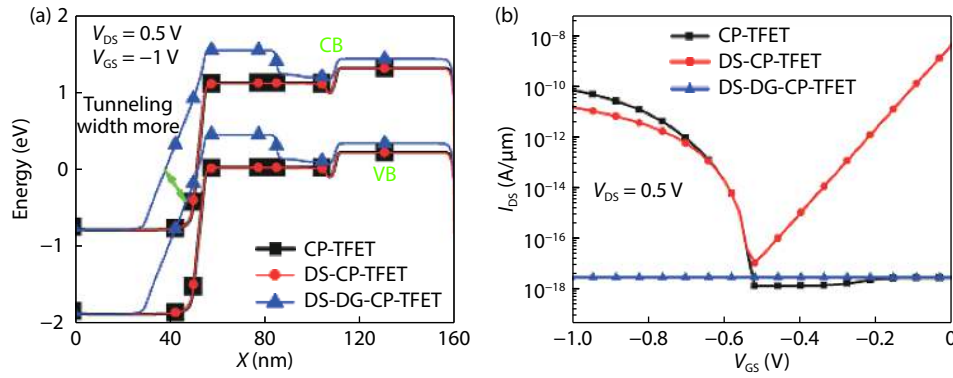 (a)
V_DS = 0.5 V
V_GS = −1 V
CB
Tunneling
width more
VB
CP-TFET
DS-CP-TFET
DS-DG-CP-TFET
Energy (eV)
1
0
−1
−2
0
40
80
120
160
X (nm)
(b)
CP-TFET
DS-CP-TFET
DS-DG-CP-TFET
V_DS = 0.5 V
I_DS (A/μm)
10⁻⁸
10⁻¹⁰
10⁻¹²
10⁻¹⁴
10⁻¹⁶
10⁻¹⁸
−1.0
−0.8
−0.6
−0.4
−0.2
0
V_GS (V)